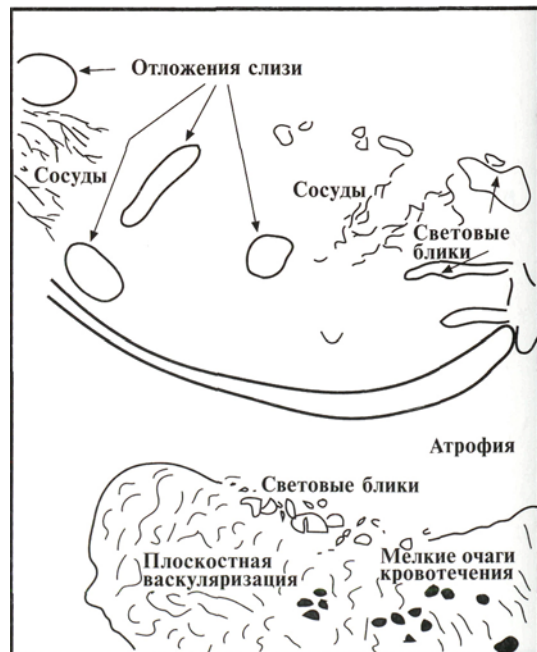 Отложения слизи
Сосуды
Сосуды
Световые
блики
Атрофия
Световые блики
Плоскостная
васкуляризация
Мелкие очаги
кровотечения